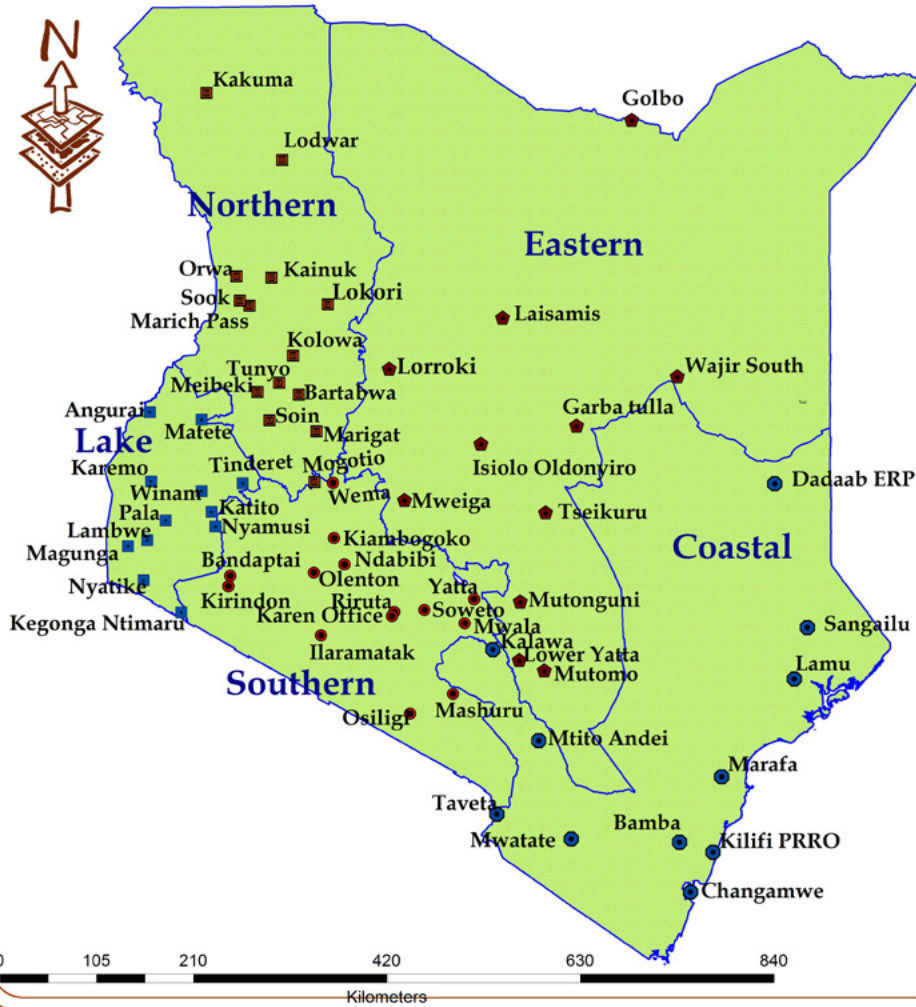 N
Kakuma
Golbo
Lodwar
Northern
Eastern
Orwa
Kainuk
Sook
Lokori
Marich Pass
Laisamis
Kolowa
Tunyo
Lorroki
Wajir South
Meibeki
Bartabwa
Angurai
Garba tulla
Matete
Soin
Marigat
Lake
Karemo
Tinderet
Mogotio
Isiolo Oldonyiro
Dadaab ERP
Winam
Wema
Mweiga
Pala
Katito
Tseikuru
Lambwe
Nyamusi
Kiambogoko
Coastal
Magunga
Bandaptai
Ndabibi
Olenton
Nyatike
Yatta
Kirindon
Riruta
Mutonguni
Karen Office
Soweto
Kegonga Ntimaru
Mwala
Sangailu
Ilaramatak
Kalawa
Lower Yatta
Lamu
Mutomo
Southern
Mashuru
Osiligi
Mtito Andei
Marafa
Taveta
Bamba
Mwatate
Kilifi PRRO
Changamwe
0 105 210 420 630 840
Kilometers